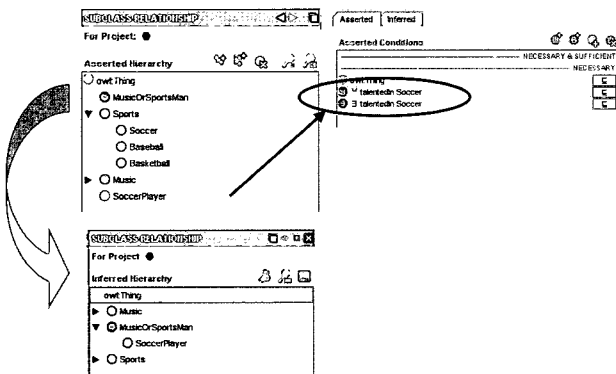 SUBCLASS RELATIONSHIP
For Project:
Asserted Hierarchy
owl:Thing
MusicOrSportsMan
Sports
Soccer
Baseball
Basketball
Music
SoccerPlayer
Asserted Inferred
Asserted Conditions
NECESSARY & SUFFICIENT
NECESSARY
owl:Thing
∀ talentedIn Soccer
∃ talentedIn Soccer
SUBCLASS RELATIONSHIP
For Project
Inferred Hierarchy
owl:Thing
Music
MusicOrSportsMan
SoccerPlayer
Sports